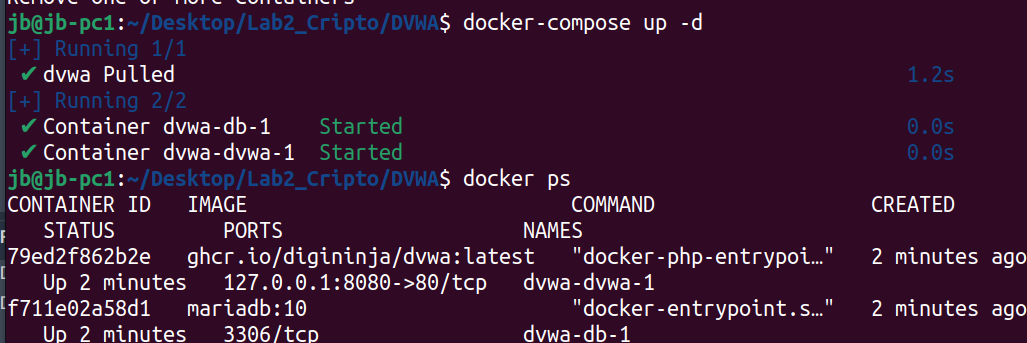 Remove one or more containers
jb@jb-pc1:~/Desktop/Lab2_Cripto/DVWA$ docker-compose up -d
[+] Running 1/1
✔ dvwa Pulled 1.2s
[+] Running 2/2
✔ Container dvwa-db-1 Started 0.0s
✔ Container dvwa-dvwa-1 Started 0.0s
jb@jb-pc1:~/Desktop/Lab2_Cripto/DVWA$ docker ps
CONTAINER ID IMAGE COMMAND CREATED
STATUS PORTS NAMES
79ed2f862b2e ghcr.io/digininja/dvwa:latest "docker-php-entrypoi…" 2 minutes ago
Up 2 minutes 127.0.0.1:8080->80/tcp dvwa-dvwa-1
f711e02a58d1 mariadb:10 "docker-entrypoint.s…" 2 minutes ago
Up 2 minutes 3306/tcp dvwa-db-1